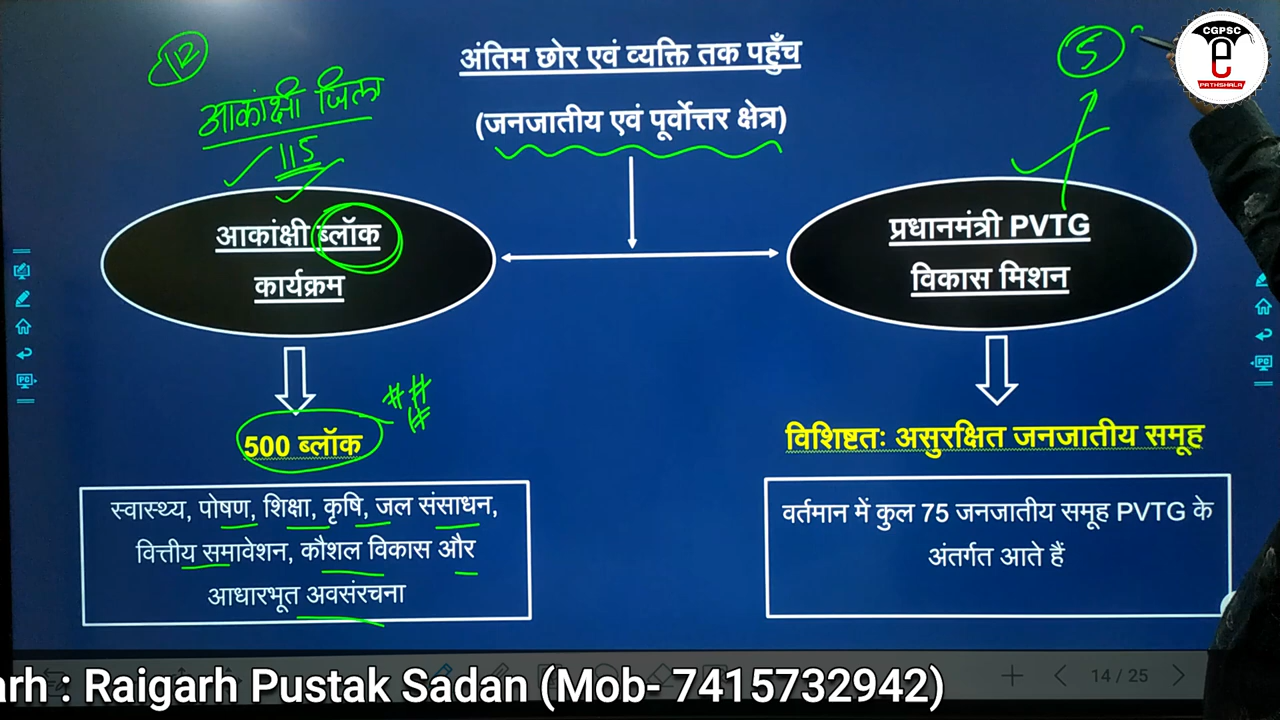 अंतिम छोर एवं व्यक्ति तक पहुँच
(जनजातीय एवं पूर्वोत्तर क्षेत्र)
12
आकांक्षी जिला
115
5
CGPSC
e
PATHSHALA
आकांक्षी ब्लॉक
कार्यक्रम
प्रधानमंत्री PVTG
विकास मिशन
500 ब्लॉक
# #
#
विशिष्टतः असुरक्षित जनजातीय समूह
स्वास्थ्य, पोषण, शिक्षा, कृषि, जल संसाधन,
वित्तीय समावेशन, कौशल विकास और
आधारभूत अवसंरचना
वर्तमान में कुल 75 जनजातीय समूह PVTG के
अंतर्गत आते हैं
arh : Raigarh Pustak Sadan (Mob- 7415732942)
14 / 25